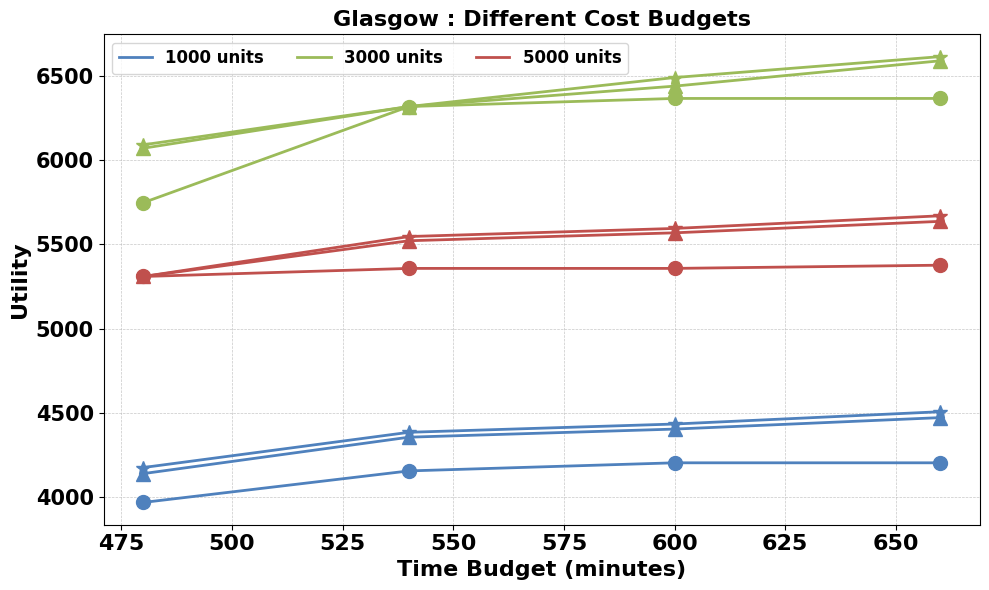 Glasgow : Different Cost Budgets
1000 units 3000 units 5000 units
6500
6000
5500
5000
4500
4000
Utility
475 500 525 550 575 600 625 650
Time Budget (minutes)